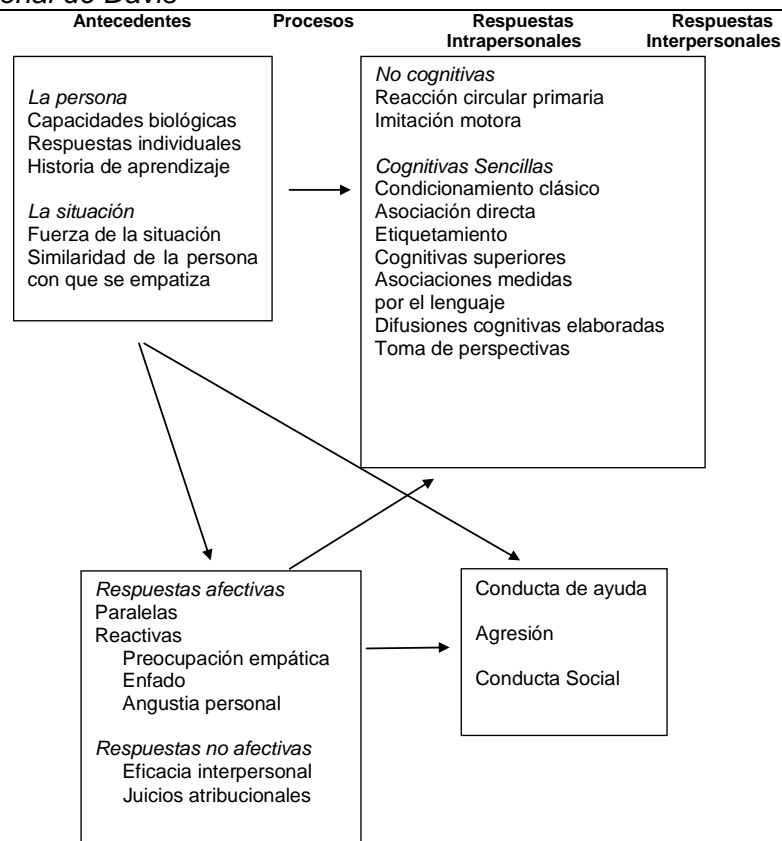 Antecedentes Procesos Respuestas Respuestas
Intrapersonales Interpersonales
La persona
Capacidades biológicas
Respuestas individuales
Historia de aprendizaje
La situación
Fuerza de la situación
Similaridad de la persona
con que se empatiza
No cognitivas
Reacción circular primaria
Imitación motora
Cognitivas Sencillas
Condicionamiento clásico
Asociación directa
Etiquetamiento
Cognitivas superiores
Asociaciones medidas
por el lenguaje
Difusiones cognitivas elaboradas
Toma de perspectivas
Respuestas afectivas
Paralelas
Reactivas
Preocupación empática
Enfado
Angustia personal
Respuestas no afectivas
Eficacia interpersonal
Juicios atribucionales
Conducta de ayuda
Agresión
Conducta Social